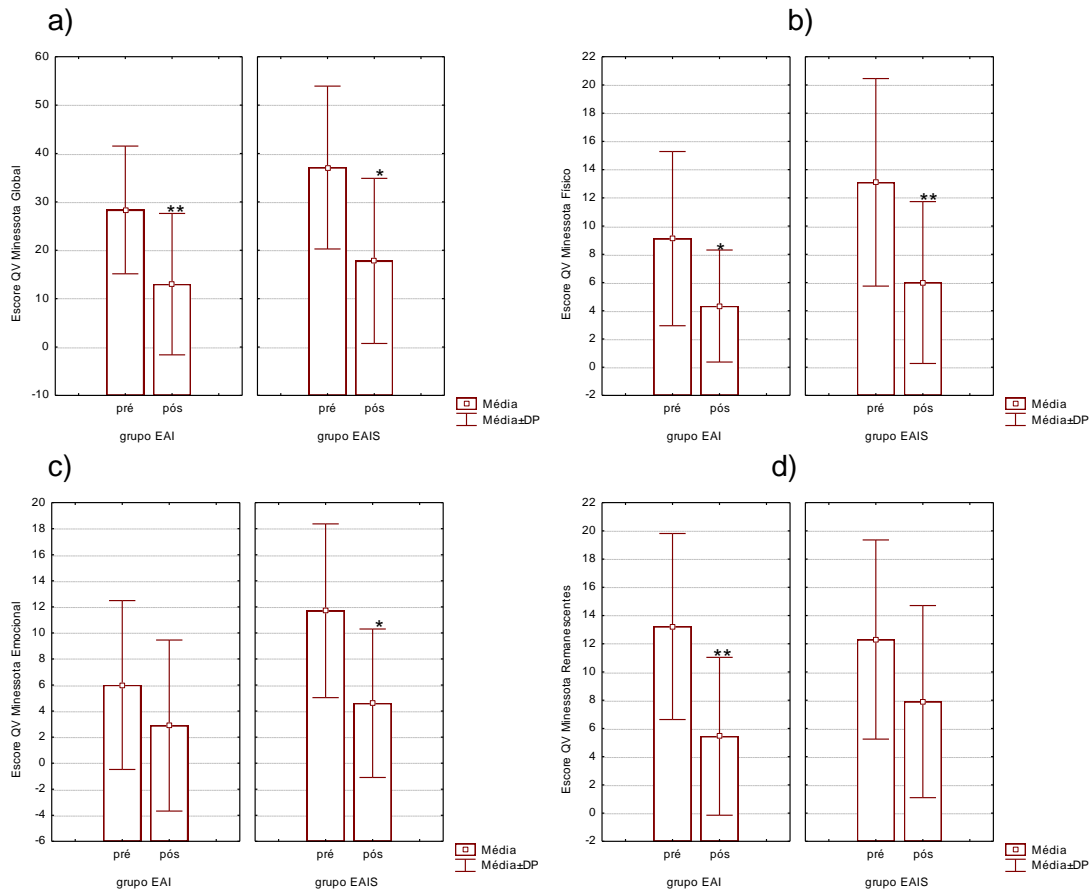 a)
60
50
40
30
20
10
0
-10
Escore QV Minessota Global
**
*
pré pós
pré pós
grupo EAI
grupo EAIS
Média
Média±DP
b)
22
20
18
16
14
12
10
8
6
4
2
0
-2
Escore QV Minessota Físico
*
**
pré pós
pré pós
grupo EAI
grupo EAIS
Média
Média±DP
c)
20
18
16
14
12
10
8
6
4
2
0
-2
-4
-6
Escore QV Minessota Emocional
*
pré pós
pré pós
grupo EAI
grupo EAIS
Média
Média±DP
d)
22
20
18
16
14
12
10
8
6
4
2
0
-2
Escore QV Minessota Remanescentes
**
pré pós
pré pós
grupo EAI
grupo EAIS
Média
Média±DP